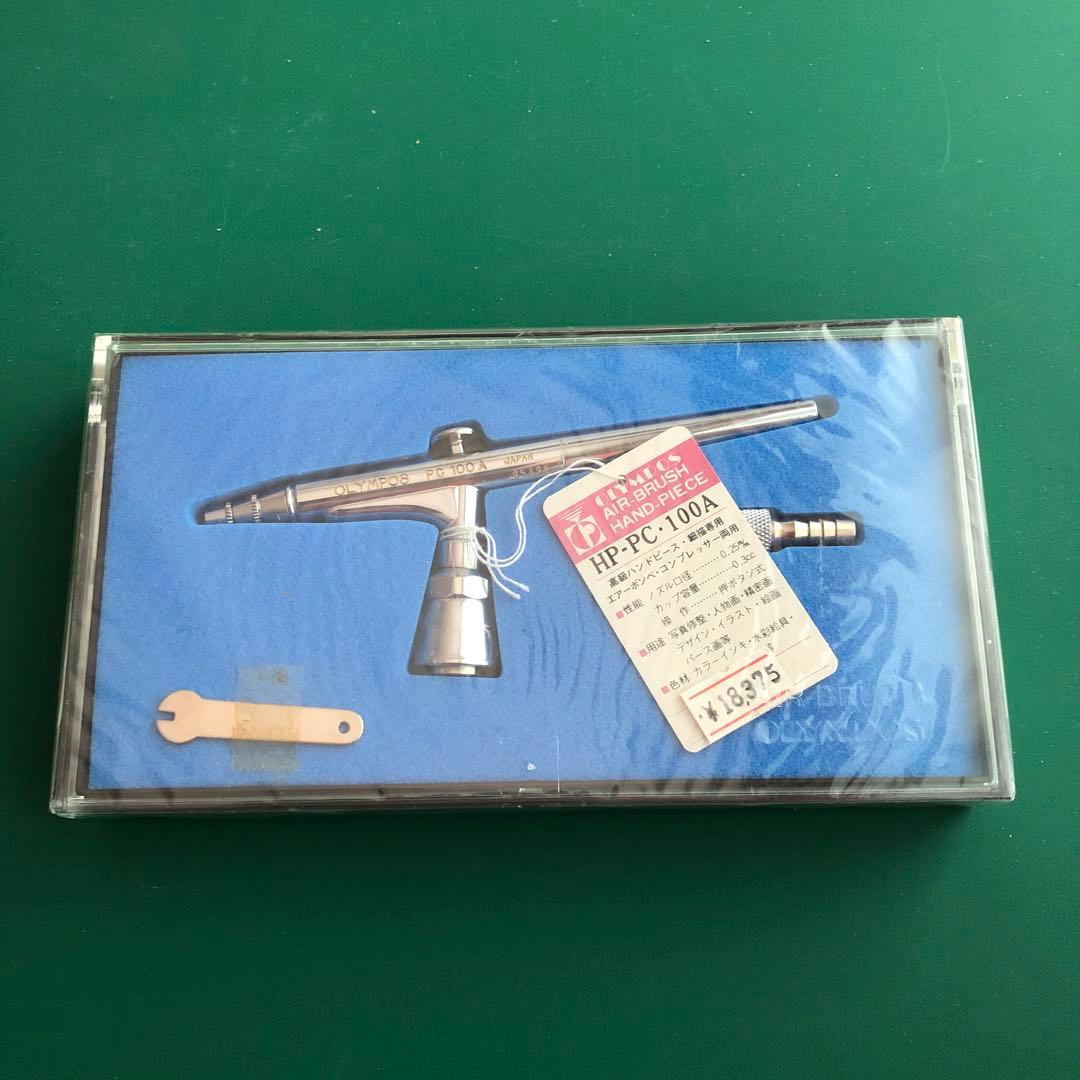 OLYMPOS PC 100A JAPAN
OLYMPOS
AIR-BRUSH
HAND-PIECE
HP-PC・100A
高級ハンドピース・細描専用
エアーボンベ・コンプレッサー両用
■性能 ノズル口径………0.25㎜
カップ容量………0.3cc
操 作………押ボタン式
■用途 写真修整・人物画・精密画
デザイン・イラスト・絵画
パース画等
■色材 カラーインキ・水彩絵具・
¥18,975
AIR-BRUSH
OLYMPOS